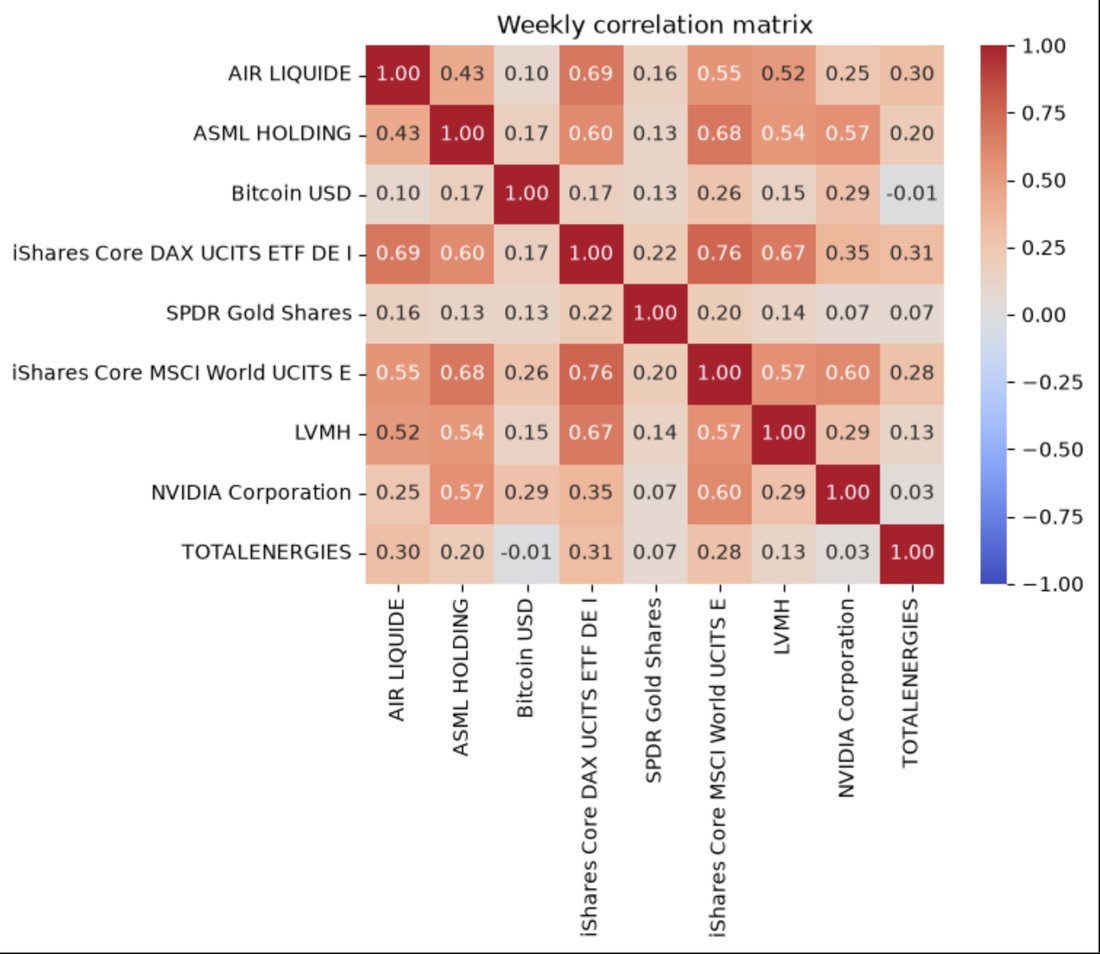 Weekly correlation matrix
AIR LIQUIDE 1.00 0.43 0.10 0.69 0.16 0.55 0.52 0.25 0.30
ASML HOLDING 0.43 1.00 0.17 0.60 0.13 0.68 0.54 0.57 0.20
Bitcoin USD 0.10 0.17 1.00 0.17 0.13 0.26 0.15 0.29 -0.01
iShares Core DAX UCITS ETF DE I 0.69 0.60 0.17 1.00 0.22 0.76 0.67 0.35 0.31
SPDR Gold Shares 0.16 0.13 0.13 0.22 1.00 0.20 0.14 0.07 0.07
iShares Core MSCI World UCITS E 0.55 0.68 0.26 0.76 0.20 1.00 0.57 0.60 0.28
LVMH 0.52 0.54 0.15 0.67 0.14 0.57 1.00 0.29 0.13
NVIDIA Corporation 0.25 0.57 0.29 0.35 0.07 0.60 0.29 1.00 0.03
TOTALENERGIES 0.30 0.20 -0.01 0.31 0.07 0.28 0.13 0.03 1.00
AIR LIQUIDE
ASML HOLDING
Bitcoin USD
iShares Core DAX UCITS ETF DE I
SPDR Gold Shares
iShares Core MSCI World UCITS E
LVMH
NVIDIA Corporation
TOTALENERGIES
1.00
0.75
0.50
0.25
0.00
−0.25
−0.50
−0.75
−1.00